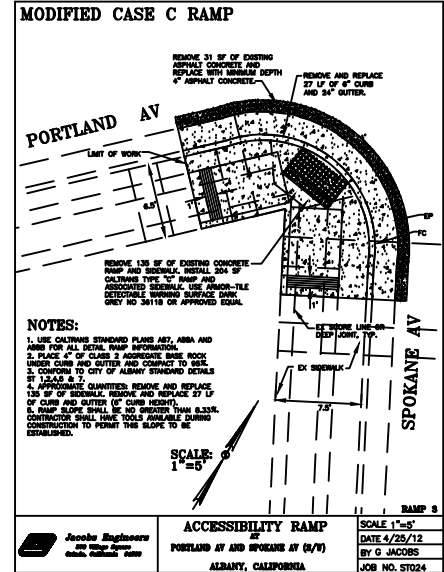 MODIFIED CASE C RAMP
REMOVE 31 SF OF EXISTING
ASPHALT CONCRETE AND
REPLACE WITH MINIMUM DEPTH
4" ASPHALT CONCRETE.
REMOVE AND REPLACE
27 LF OF 6" CURB
AND 24" GUTTER.
PORTLAND AV
LIMIT OF WORK
6.5'
EP
FC
REMOVE 135 SF OF EXISTING CONCRETE
RAMP AND SIDEWALK. INSTALL 204 SF
CALTRANS TYPE "C" RAMP AND
ASSOCIATED SIDEWALK. USE ARMOR-TILE
DETECTABLE WARNING SURFACE DARK
GREY NO 36118 OR APPROVED EQUAL
NOTES:
1. USE CALTRANS STANDARD PLANS A87, A88A AND
A88B FOR ALL DETAIL RAMP INFORMATION.
2. PLACE 4" OF CLASS 2 AGGREGATE BASE ROCK
UNDER CURB AND GUTTER AND COMPACT TO 95%.
3. CONFORM TO CITY OF ALBANY STANDARD DETAILS
ST 1,2,4,5 & 7.
4. APPROXIMATE QUANTITIES: REMOVE AND REPLACE
135 SF OF SIDEWALK. REMOVE AND REPLACE 27 LF
OF CURB AND GUTTER (6" CURB HEIGHT).
5. RAMP SLOPE SHALL BE NO GREATER THAN 8.33%.
CONTRACTOR SHALL HAVE TOOLS AVAILABLE DURING
CONSTRUCTION TO PERMIT THIS SLOPE TO BE
ESTABLISHED.
EX SCORE LINE OR
DEEP JOINT, TYP.
EX SIDEWALK
7.5'
SPOKANE AV
SCALE:
1"=5'
RAMP 8
Jacobs Engineers
Village Square
California
ACCESSIBILITY RAMP
AT
PORTLAND AV AND SPOKANE AV (S/W)
ALBANY, CALIFORNIA
SCALE 1"=5'
DATE 4/25/12
BY G JACOBS
JOB NO. ST024